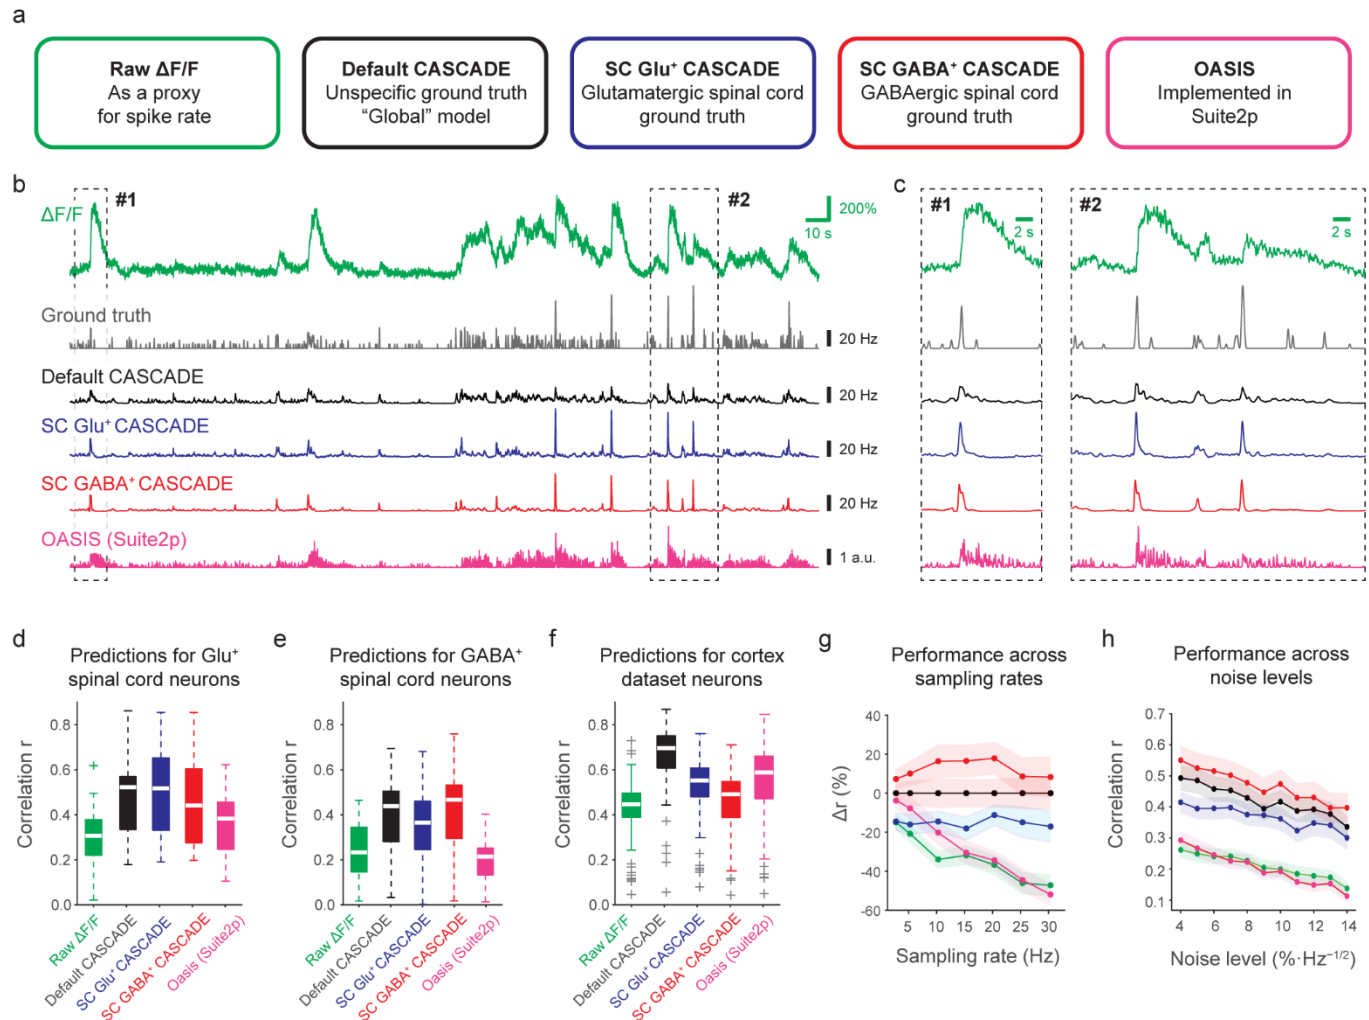 a
Raw ΔF/F
As a proxy
for spike rate
Default CASCADE
Unspecific ground truth
“Global” model
SC Glu⁺ CASCADE
Glutamatergic spinal cord
ground truth
SC GABA⁺ CASCADE
GABAergic spinal cord
ground truth
OASIS
Implemented in
Suite2p
b
#1
#2
ΔF/F
200%
10 s
Ground truth
20 Hz
Default CASCADE
20 Hz
SC Glu⁺ CASCADE
20 Hz
SC GABA⁺ CASCADE
20 Hz
OASIS (Suite2p)
1 a.u.
c
#1
2 s
#2
2 s
d
Predictions for Glu⁺
spinal cord neurons
Correlation r
0.8
0.6
0.4
0.2
0.0
Raw ΔF/F
Default CASCADE
SC Glu⁺ CASCADE
SC GABA⁺ CASCADE
Oasis (Suite2p)
e
Predictions for GABA⁺
spinal cord neurons
Correlation r
0.8
0.6
0.4
0.2
0.0
Raw ΔF/F
Default CASCADE
SC Glu⁺ CASCADE
SC GABA⁺ CASCADE
Oasis (Suite2p)
f
Predictions for cortex
dataset neurons
Correlation r
0.8
0.6
0.4
0.2
0.0
Raw ΔF/F
Default CASCADE
SC Glu⁺ CASCADE
SC GABA⁺ CASCADE
Oasis (Suite2p)
g
Performance across
sampling rates
Δr (%)
40
20
0
-20
-40
-60
5 10 15 20 25 30
Sampling rate (Hz)
h
Performance across
noise levels
Correlation r
0.7
0.6
0.5
0.4
0.3
0.2
0.1
4 6 8 10 12 14
Noise level (%·Hz⁻¹/²)